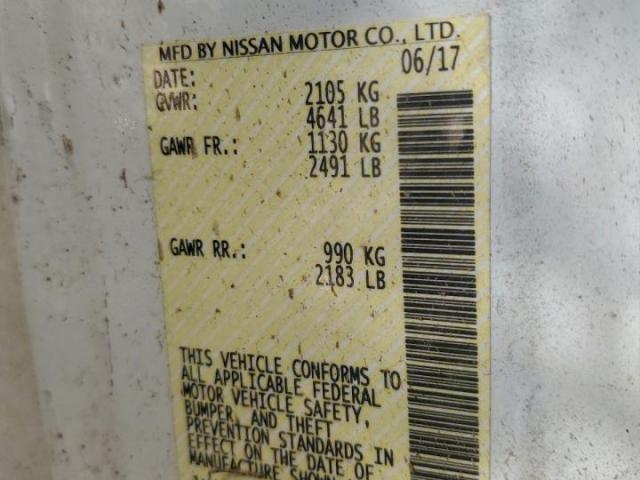 MFD BY NISSAN MOTOR CO., LTD.
DATE: 06/17
GVWR: 2105 KG
4641 LB
GAWR FR.: 1130 KG
2491 LB
GAWR RR.: 990 KG
2183 LB
THIS VEHICLE CONFORMS TO
ALL APPLICABLE FEDERAL
MOTOR VEHICLE SAFETY,
BUMPER, AND THEFT
PREVENTION STANDARDS IN
EFFECT ON THE DATE OF
MANUFACTURE SHOWN